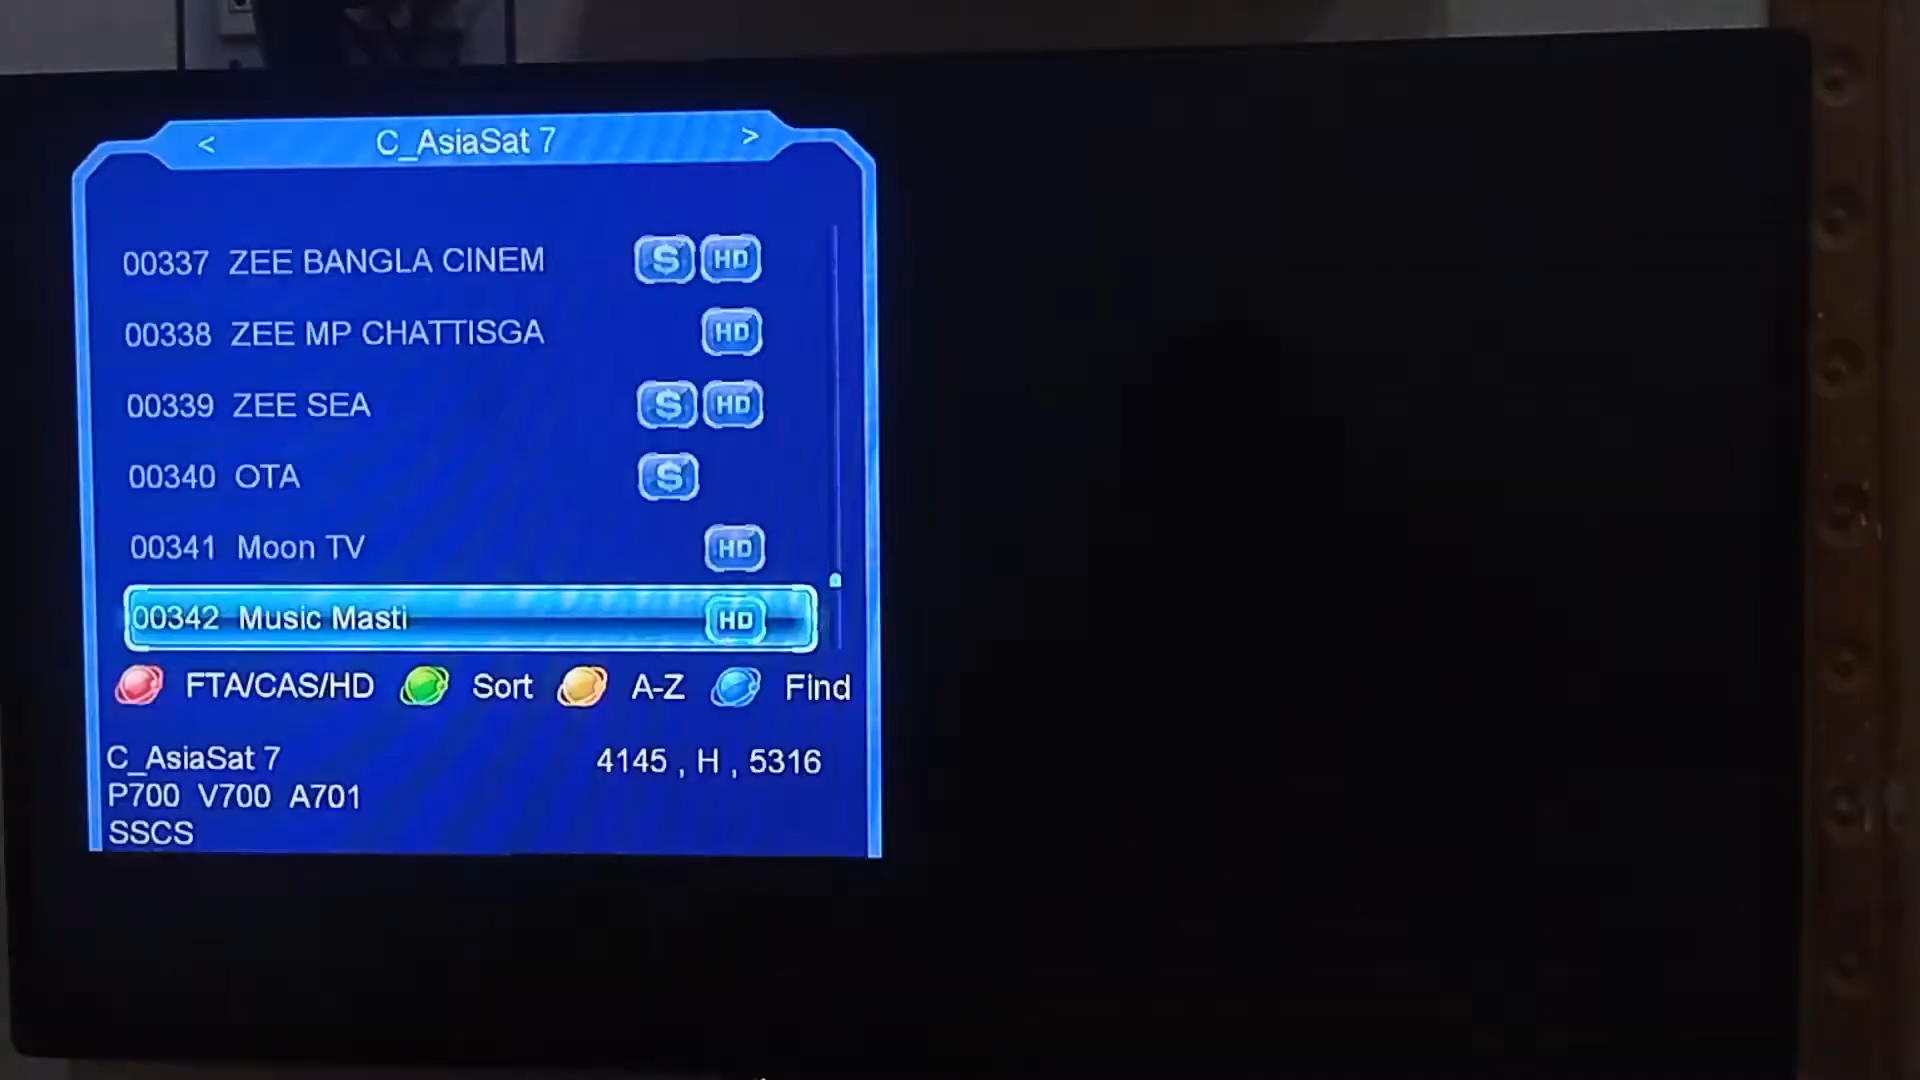 < C_AsiaSat 7 >
00337 ZEE BANGLA CINEM $ HD
00338 ZEE MP CHATTISGA HD
00339 ZEE SEA $ HD
00340 OTA $
00341 Moon TV HD
00342 Music Masti HD
FTA/CAS/HD Sort A-Z Find
C_AsiaSat 7 4145 , H , 5316
P700 V700 A701
SSCS